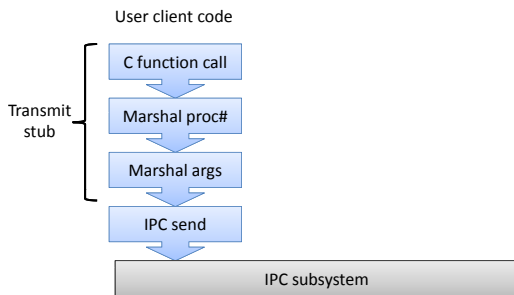 User client code
C function call
Marshal proc#
Transmit
stub
Marshal args
IPC send
IPC subsystem